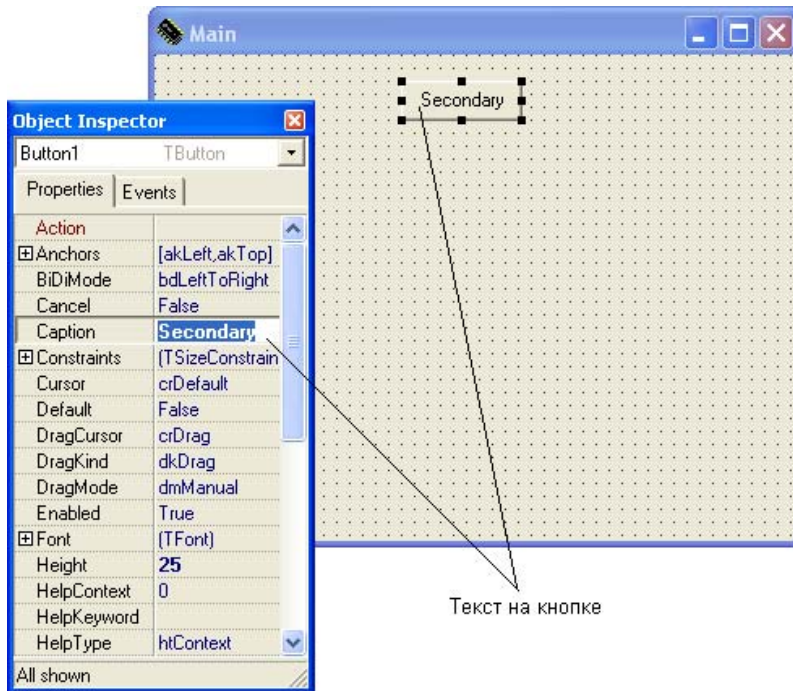 Main
Secondary
Object Inspector
Button1 TButton
Properties Events
Action
Anchors [akLeft,akTop]
BiDiMode bdLeftToRight
Cancel False
Caption Secondary
Constraints (TSizeConstrain
Cursor crDefault
Default False
DragCursor crDrag
DragKind dkDrag
DragMode dmManual
Enabled True
Font (TFont)
Height 25
HelpContext 0
HelpKeyword
HelpType htContext
All shown
Текст на кнопке